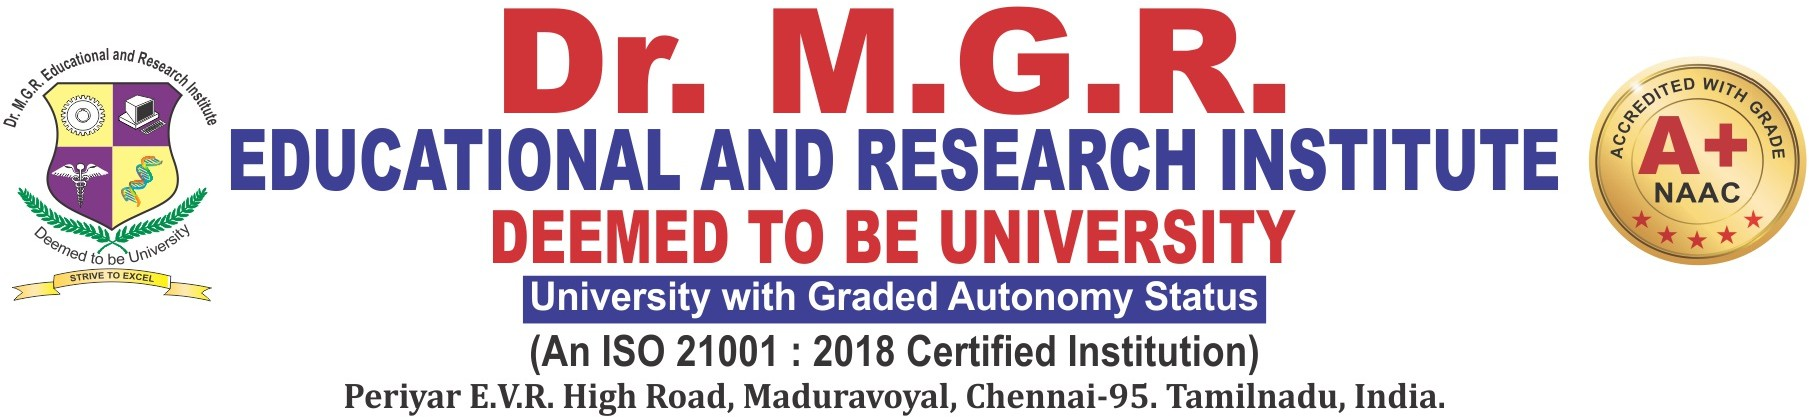 Dr. M.G.R. Educational and Research Institute
Deemed to be University
STRIVE TO EXCEL
Dr. M.G.R.
EDUCATIONAL AND RESEARCH INSTITUTE
DEEMED TO BE UNIVERSITY
University with Graded Autonomy Status
(An ISO 21001 : 2018 Certified Institution)
Periyar E.V.R. High Road, Maduravoyal, Chennai-95. Tamilnadu, India.
ACCREDITED WITH GRADE
A+
NAAC